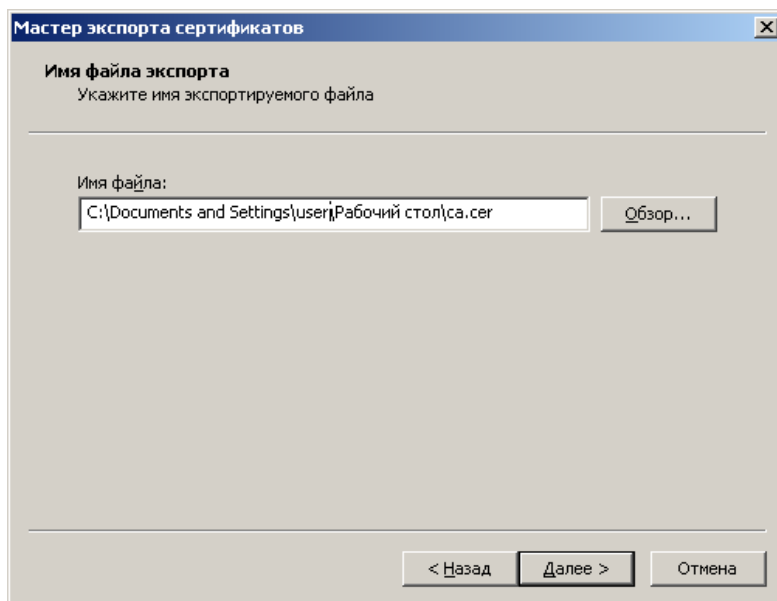 Мастер экспорта сертификатов
Имя файла экспорта
Укажите имя экспортируемого файла
Имя файла:
C:\Documents and Settings\user\Рабочий стол\ca.cer
Обзор...
< Назад
Далее >
Отмена